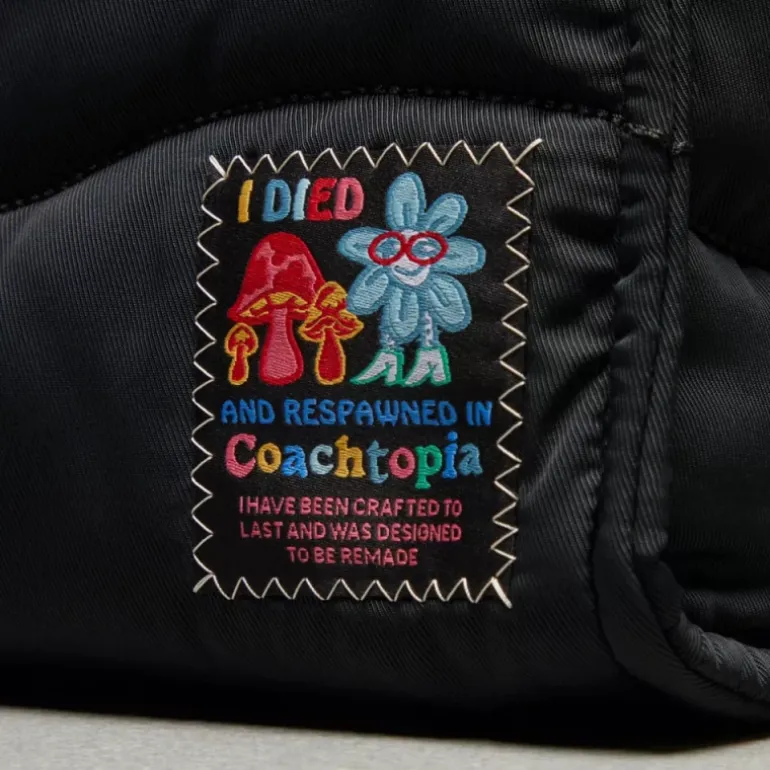 I DIED
AND RESPAWNED IN
Coachtopia
I HAVE BEEN CRAFTED TO
LAST AND WAS DESIGNED
TO BE REMADE